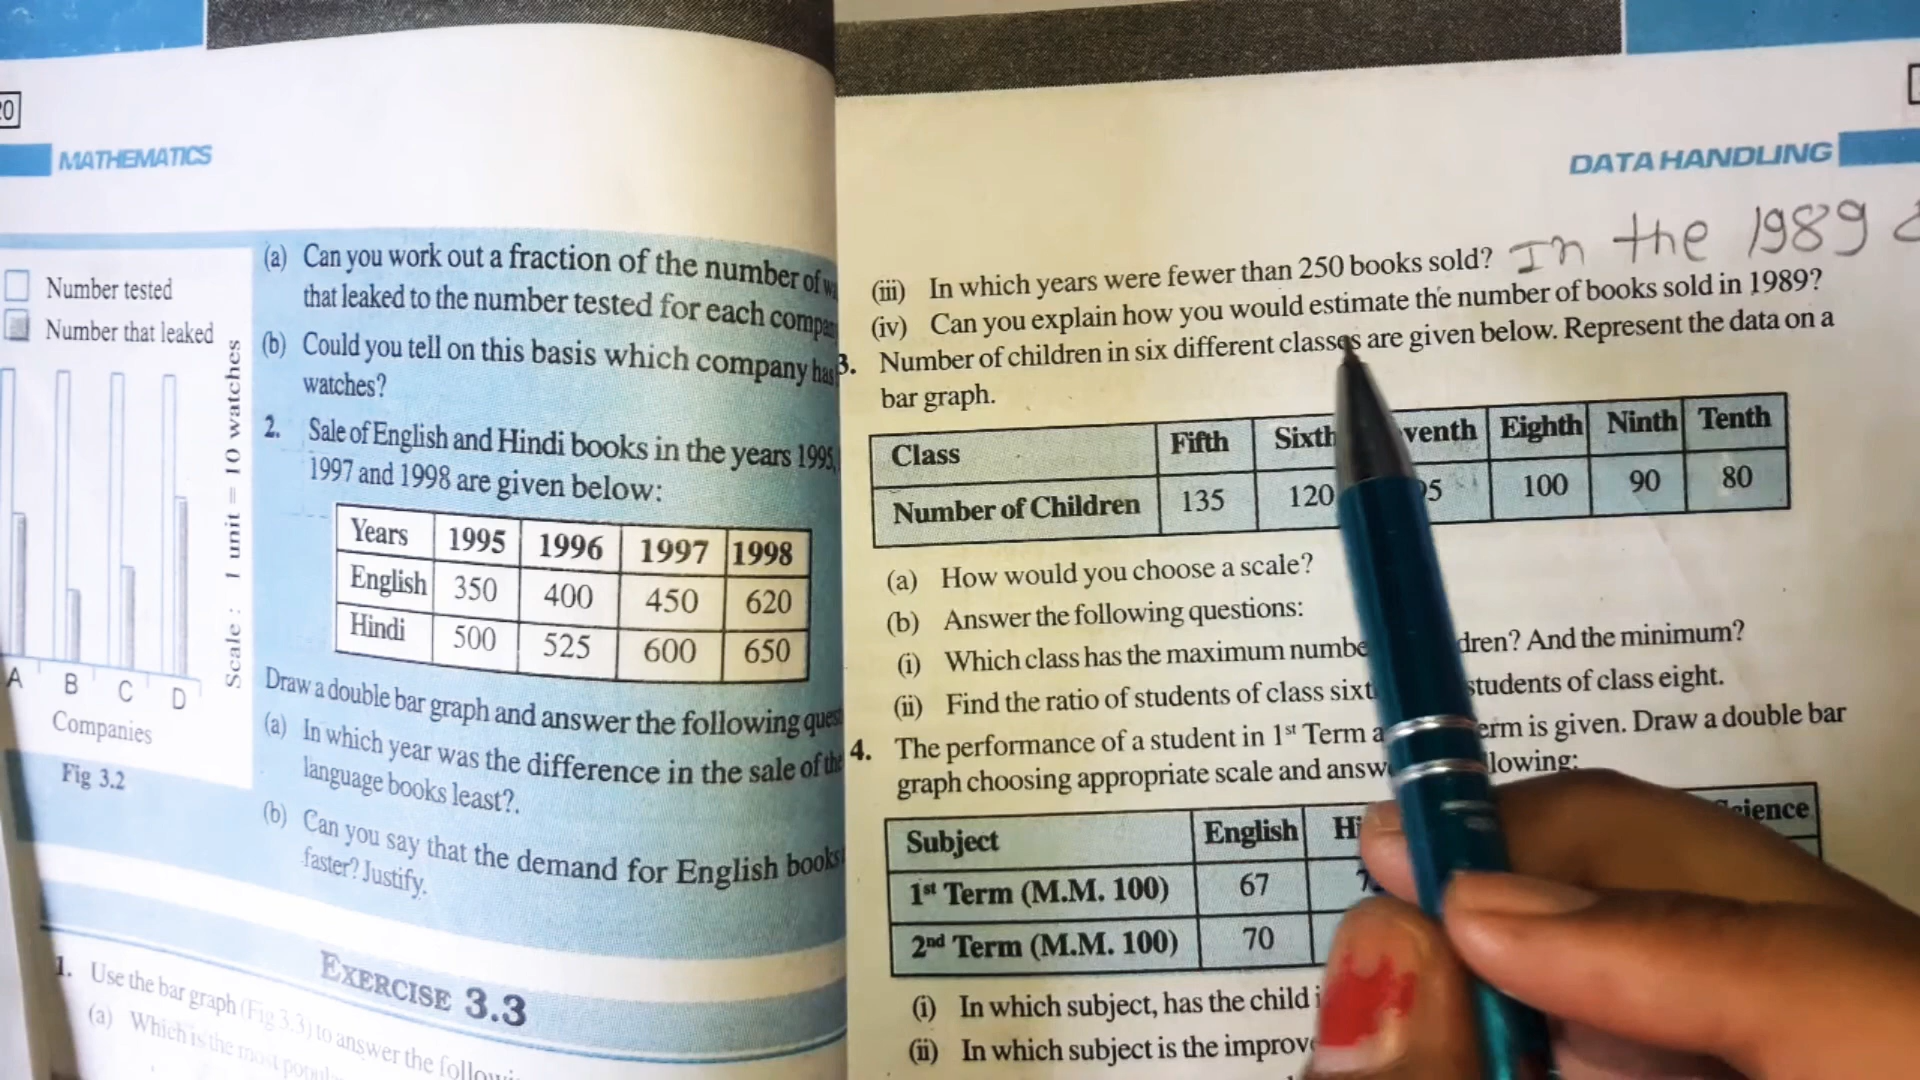 20
MATHEMATICS
Number tested
Number that leaked
Scale : 1 unit = 10 watches
A B C D
Companies
Fig 3.2
(a) Can you work out a fraction of the number of
that leaked to the number tested for each
(b) Could you tell on this basis which company has
watches?
2. Sale of English and Hindi books in the years 1995,
1997 and 1998 are given below:
Years 1995 1996 1997 1998
English 350 400 450 620
Hindi 500 525 600 650
Draw a double bar graph and answer the following
(a) In which year was the difference in the sale of the
language books least?.
(b) Can you say that the demand for English books
faster? Justify.
EXERCISE 3.3
1. Use the bar graph (Fig 3.3) to answer the
(a) Which is the most
DATA HANDLING
(iii) In which years were fewer than 250 books sold? In the 1989
(iv) Can you explain how you would estimate the number of books sold in 1989?
3. Number of children in six different classes are given below. Represent the data on a
bar graph.
Class Fifth Sixth Eighth Ninth Tenth
Number of Children 135 120 100 90 80
(a) How would you choose a scale?
(b) Answer the following questions:
(i) Which class has the maximum And the minimum?
(ii) Find the ratio of students of class students of class eight.
4. The performance of a student in 1st Term is given. Draw a double bar
graph choosing appropriate scale and
Subject English
1st Term (M.M. 100) 67
2nd Term (M.M. 100) 70
(i) In which subject, has the child
(ii) In which subject is the